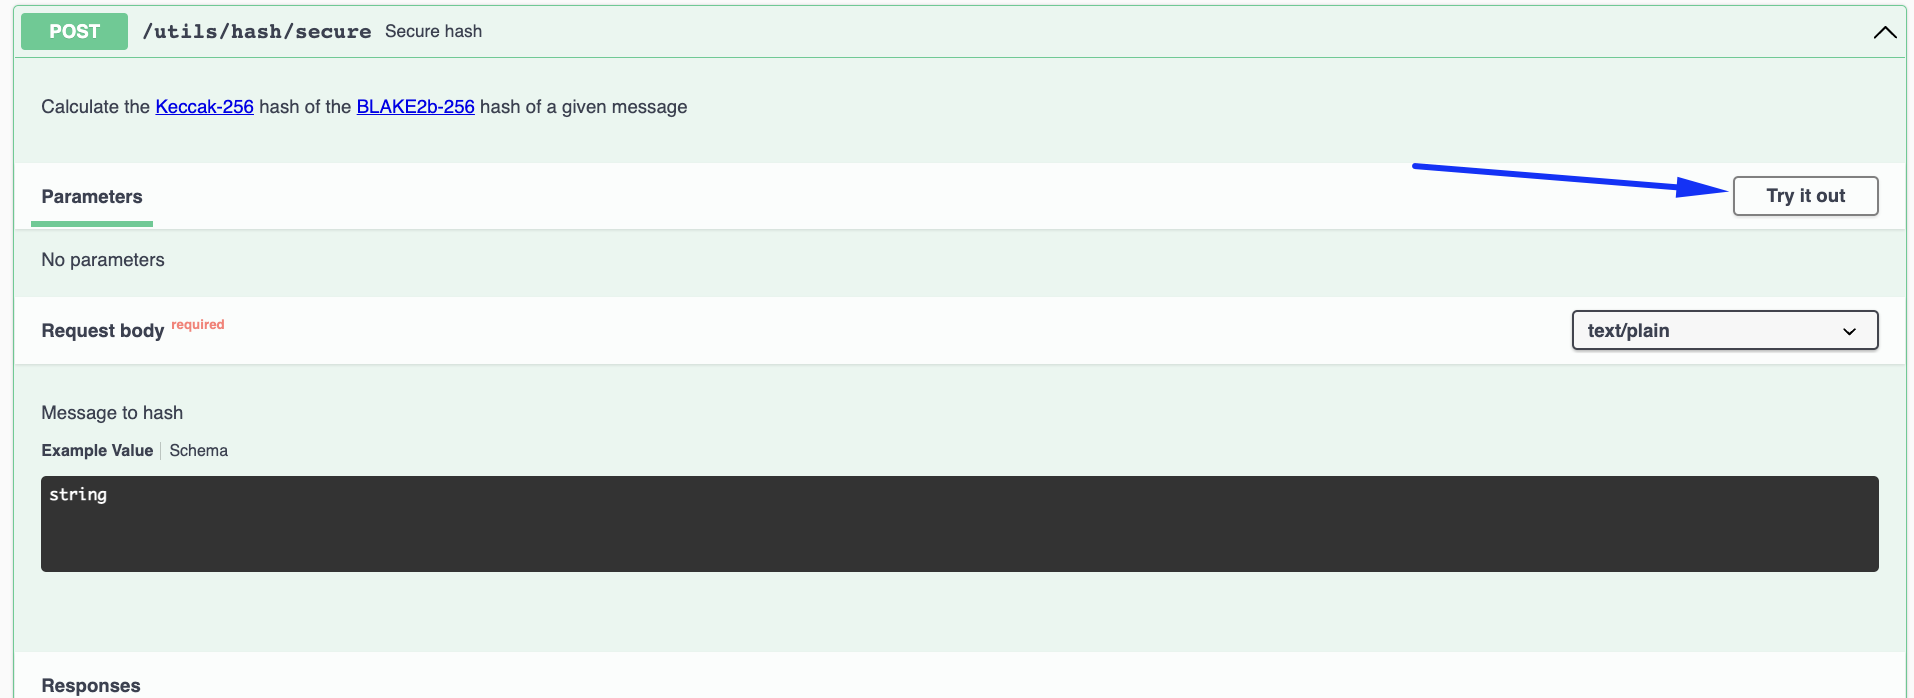 POST /utils/hash/secure Secure hash
Calculate the Keccak-256 hash of the BLAKE2b-256 hash of a given message
Parameters
Try it out
No parameters
Request body required
text/plain
Message to hash
Example Value Schema
string
Responses